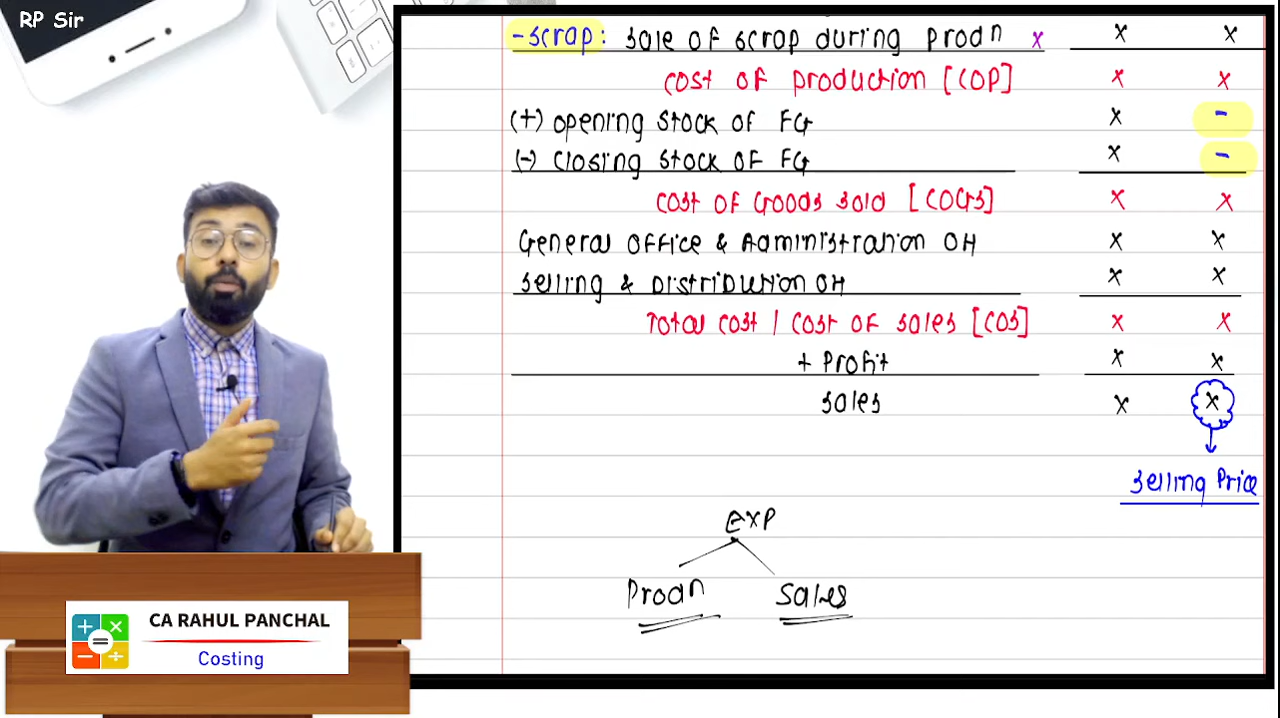 RP Sir
-scrap: Sale of scrap during Prodn x x x
Cost of production [COP] x x
(+) opening stock of FG x -
(-) closing stock of FG x -
Cost of Goods sold [COGS] x x
General office & Administration OH x x
Selling & Distribution OH x x
Total cost / cost of sales [COS] x x
+ Profit x x
Sales x x
Selling Price
exp
Prodn Sales
CA RAHUL PANCHAL
Costing